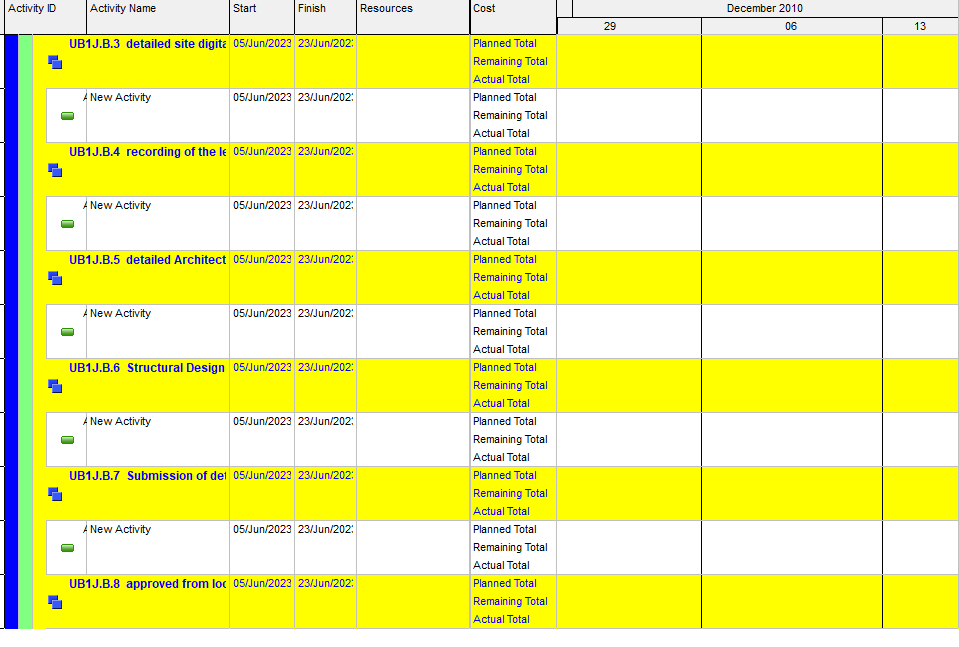 Activity ID Activity Name Start Finish Resources Cost December 2010
29 06 13
UB1J.B.3 detailed site digita 05/Jun/2023 23/Jun/202 Planned Total
Remaining Total
Actual Total
A New Activity 05/Jun/2023 23/Jun/202 Planned Total
Remaining Total
Actual Total
UB1J.B.4 recording of the le 05/Jun/2023 23/Jun/202 Planned Total
Remaining Total
Actual Total
A New Activity 05/Jun/2023 23/Jun/202 Planned Total
Remaining Total
Actual Total
UB1J.B.5 detailed Architect 05/Jun/2023 23/Jun/202 Planned Total
Remaining Total
Actual Total
A New Activity 05/Jun/2023 23/Jun/202 Planned Total
Remaining Total
Actual Total
UB1J.B.6 Structural Design 05/Jun/2023 23/Jun/202 Planned Total
Remaining Total
Actual Total
A New Activity 05/Jun/2023 23/Jun/202 Planned Total
Remaining Total
Actual Total
UB1J.B.7 Submission of det 05/Jun/2023 23/Jun/202 Planned Total
Remaining Total
Actual Total
A New Activity 05/Jun/2023 23/Jun/202 Planned Total
Remaining Total
Actual Total
UB1J.B.8 approved from loc 05/Jun/2023 23/Jun/202 Planned Total
Remaining Total
Actual Total